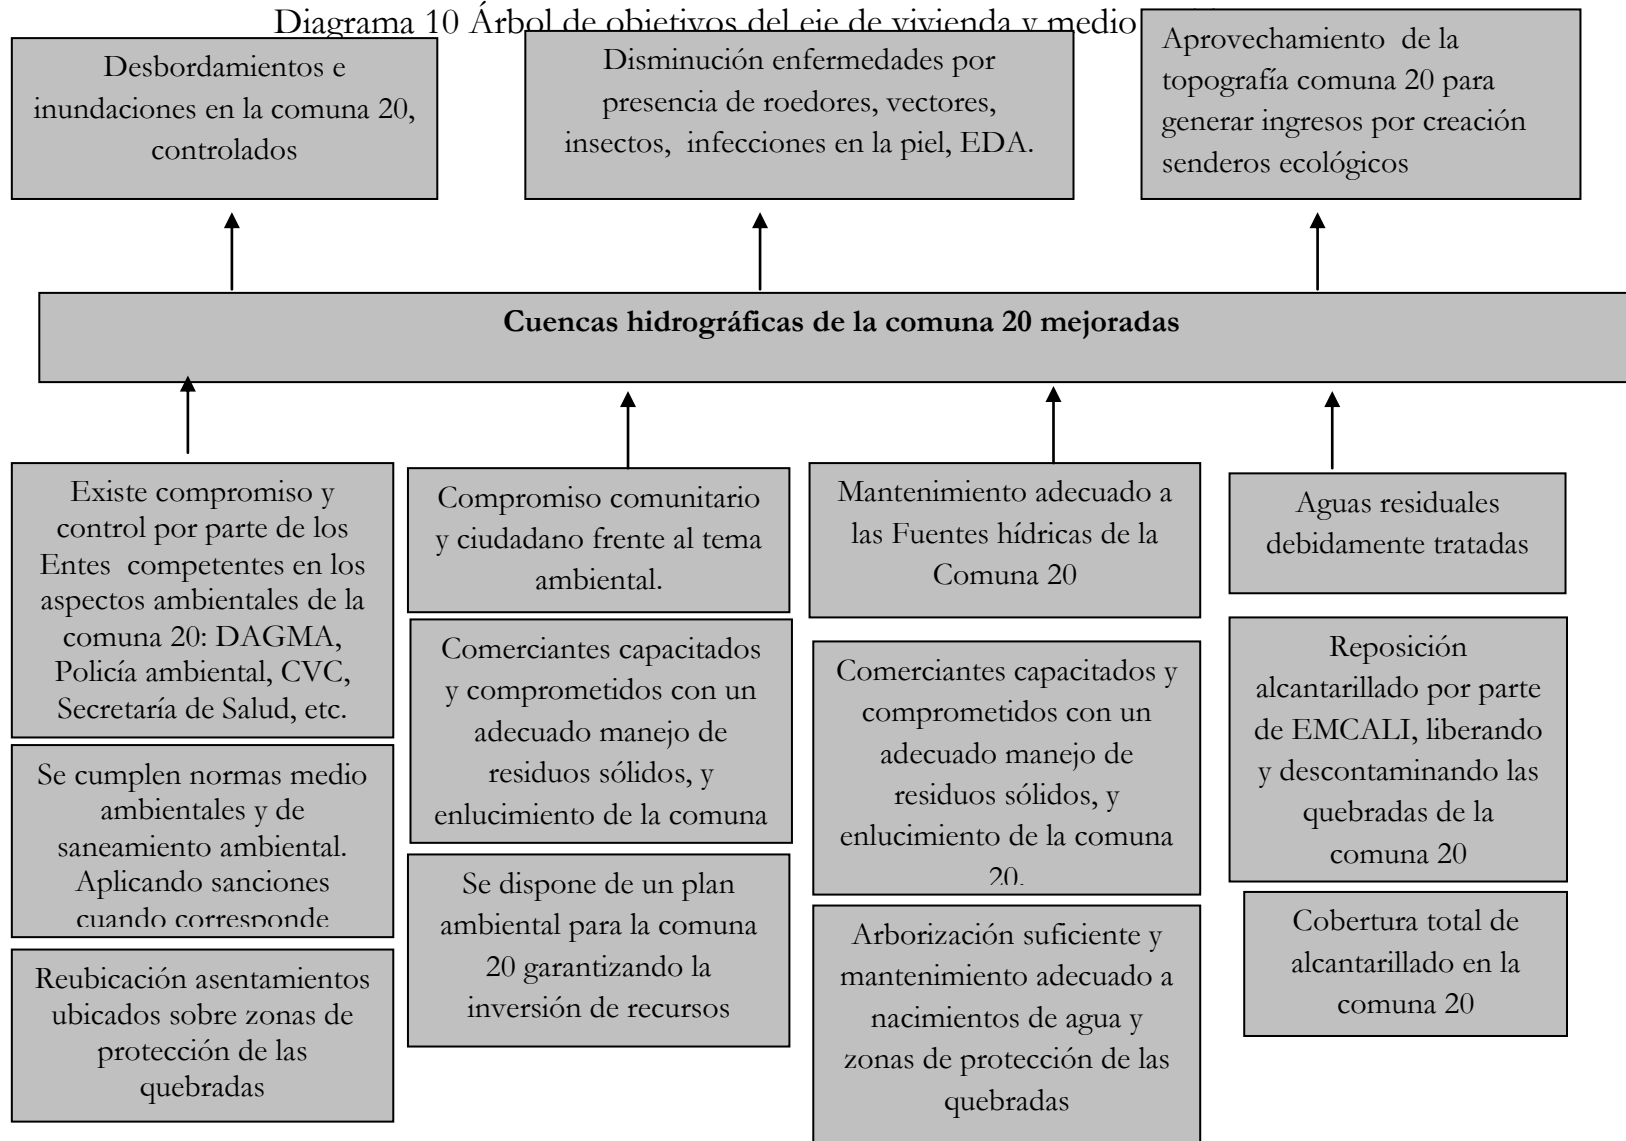 Diagrama 10 Árbol de objetivos del eje de vivienda y medio
Desbordamientos e
inundaciones en la comuna 20,
controlados
Disminución enfermedades por
presencia de roedores, vectores,
insectos, infecciones en la piel, EDA.
Aprovechamiento de la
topografía comuna 20 para
generar ingresos por creación
senderos ecológicos
Cuencas hidrográficas de la comuna 20 mejoradas
Existe compromiso y
control por parte de los
Entes competentes en los
aspectos ambientales de la
comuna 20: DAGMA,
Policía ambiental, CVC,
Secretaría de Salud, etc.
Se cumplen normas medio
ambientales y de
saneamiento ambiental.
Aplicando sanciones
cuando corresponde
Reubicación asentamientos
ubicados sobre zonas de
protección de las
quebradas
Compromiso comunitario
y ciudadano frente al tema
ambiental.
Comerciantes capacitados
y comprometidos con un
adecuado manejo de
residuos sólidos, y
enlucimiento de la comuna
Se dispone de un plan
ambiental para la comuna
20 garantizando la
inversión de recursos
Mantenimiento adecuado a
las Fuentes hídricas de la
Comuna 20
Comerciantes capacitados y
comprometidos con un
adecuado manejo de
residuos sólidos, y
enlucimiento de la comuna
20.
Arborización suficiente y
mantenimiento adecuado a
nacimientos de agua y
zonas de protección de las
quebradas
Aguas residuales
debidamente tratadas
Reposición
alcantarillado por parte
de EMCALI, liberando
y descontaminando las
quebradas de la
comuna 20
Cobertura total de
alcantarillado en la
comuna 20